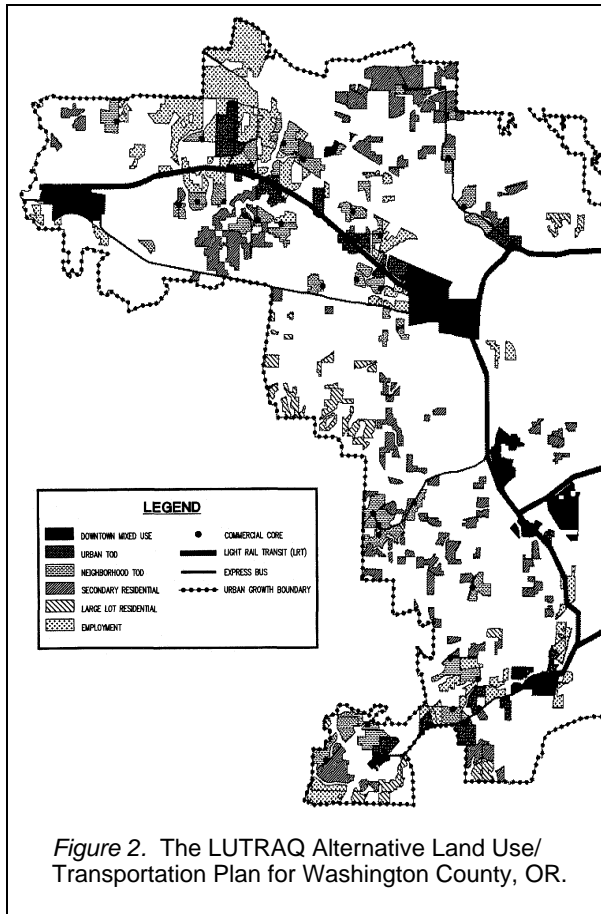 LEGEND
DOWNTOWN MIXED USE
URBAN TOD
NEIGHBORHOOD TOD
SECONDARY RESIDENTIAL
LARGE LOT RESIDENTIAL
EMPLOYMENT
COMMERCIAL CORE
LIGHT RAIL TRANSIT (LRT)
EXPRESS BUS
URBAN GROWTH BOUNDARY
Figure 2. The LUTRAQ Alternative Land Use/
Transportation Plan for Washington County, OR.